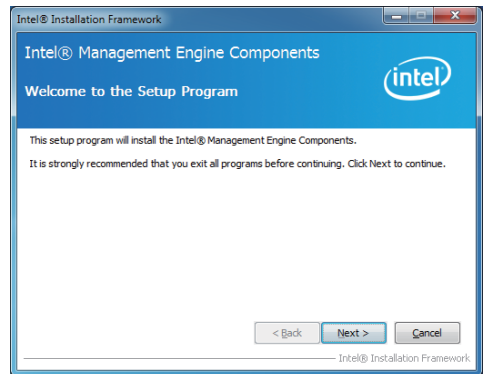 Intel® Installation Framework
Intel® Management Engine Components
Welcome to the Setup Program
(intel)
This setup program will install the Intel® Management Engine Components.
It is strongly recommended that you exit all programs before continuing. Click Next to continue.
< Back Next > Cancel
Intel® Installation Framework